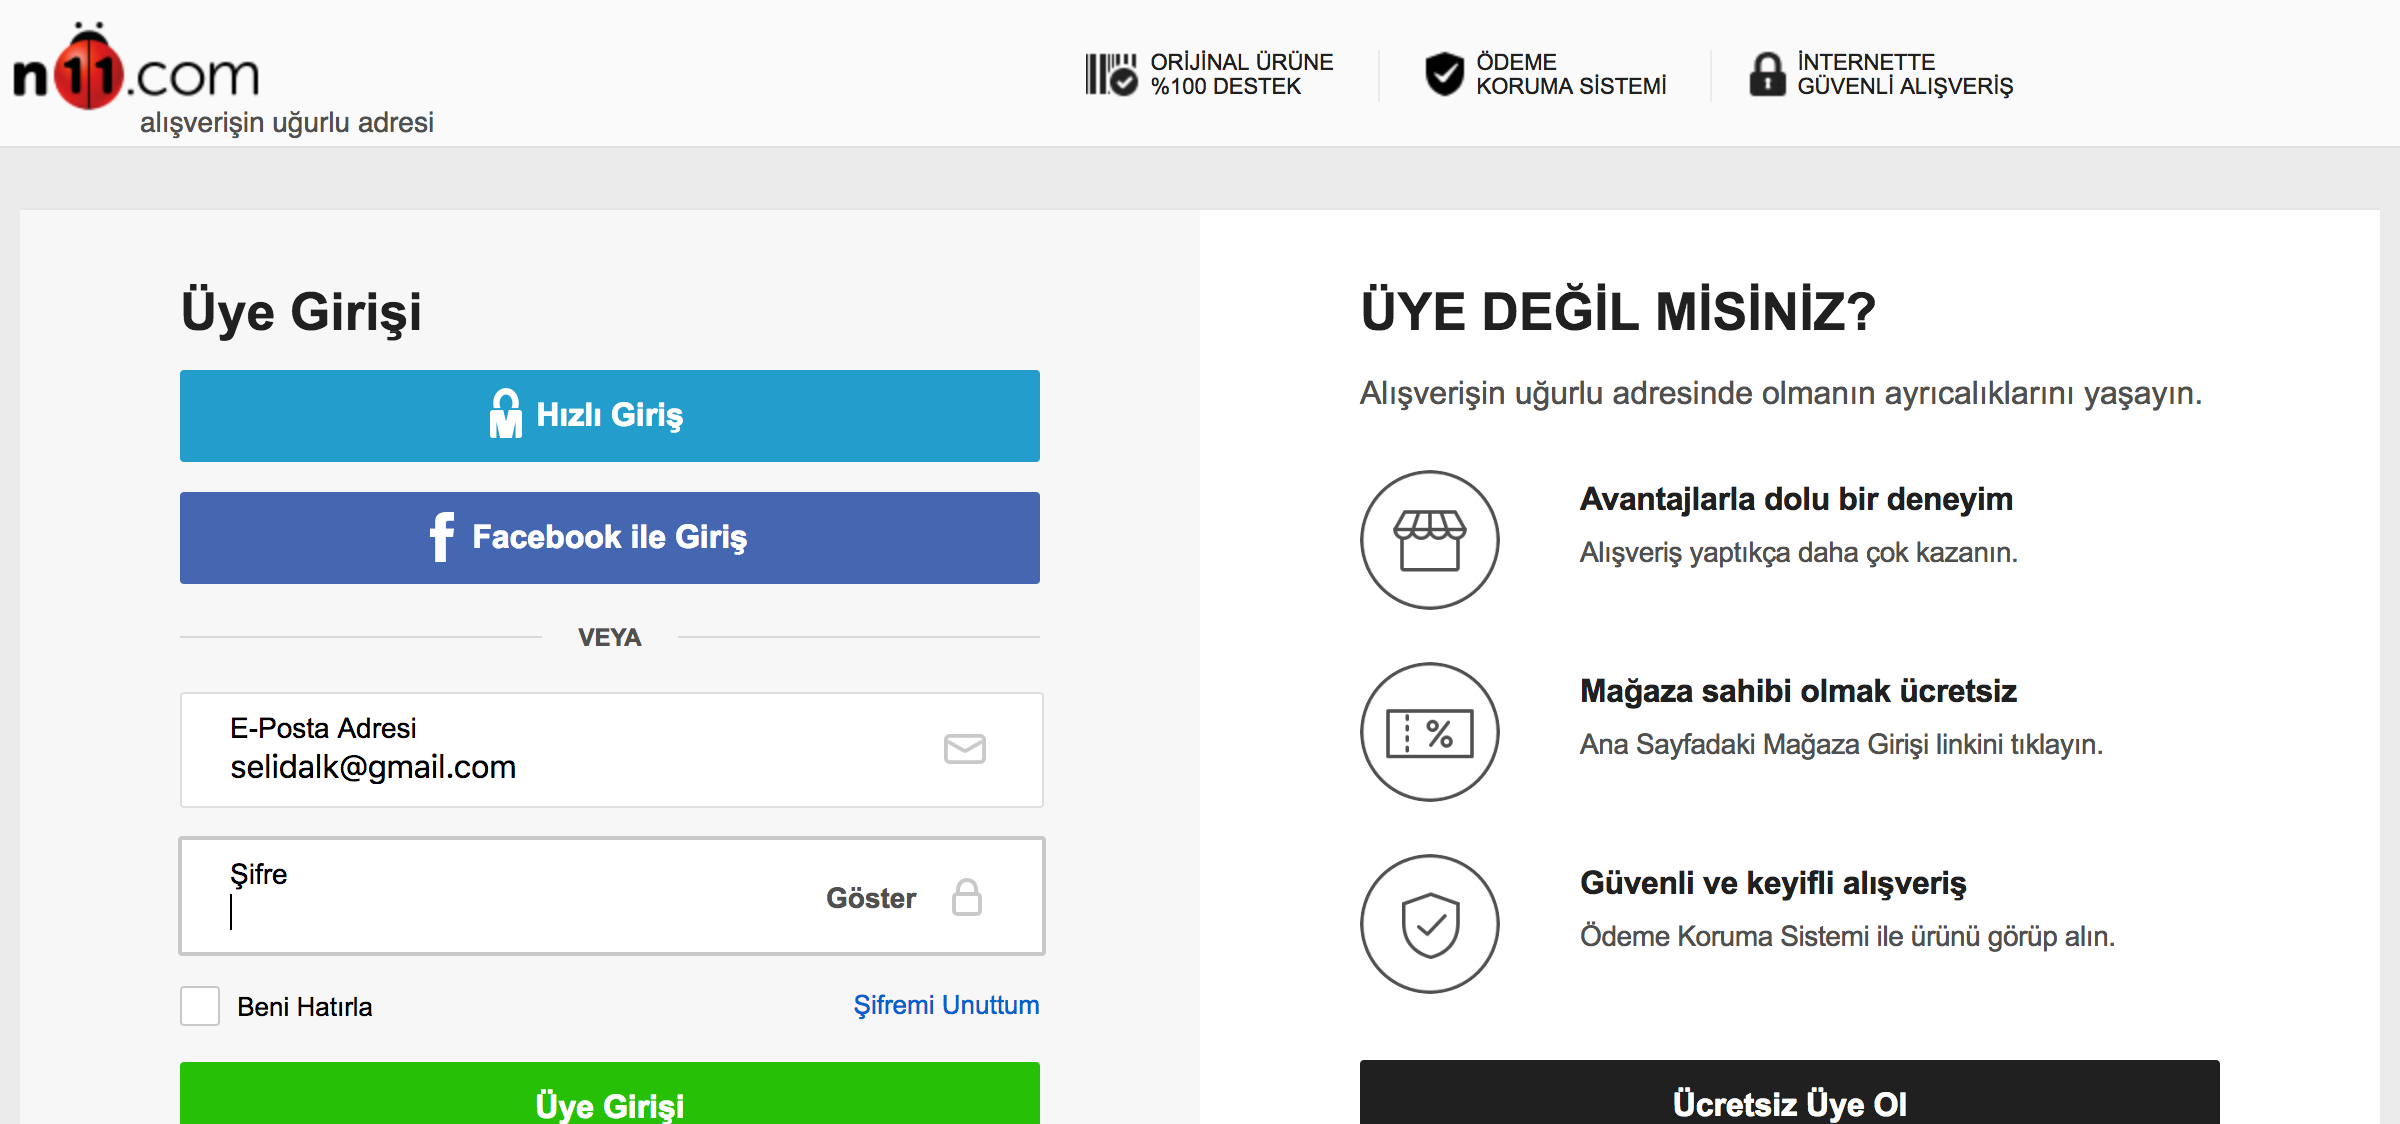 n11.com
alışverişin uğurlu adresi
ORİJİNAL ÜRÜNE
%100 DESTEK
ÖDEME
KORUMA SİSTEMİ
İNTERNETTE
GÜVENLİ ALIŞVERİŞ
Üye Girişi
Hızlı Giriş
Facebook ile Giriş
VEYA
E-Posta Adresi
selidalk@gmail.com
Şifre
Göster
Beni Hatırla
Şifremi Unuttum
Üye Girişi
ÜYE DEĞİL MİSİNİZ?
Alışverişin uğurlu adresinde olmanın ayrıcalıklarını yaşayın.
Avantajlarla dolu bir deneyim
Alışveriş yaptıkça daha çok kazanın.
%
Mağaza sahibi olmak ücretsiz
Ana Sayfadaki Mağaza Girişi linkini tıklayın.
Güvenli ve keyifli alışveriş
Ödeme Koruma Sistemi ile ürünü görüp alın.
Ücretsiz Üye Ol